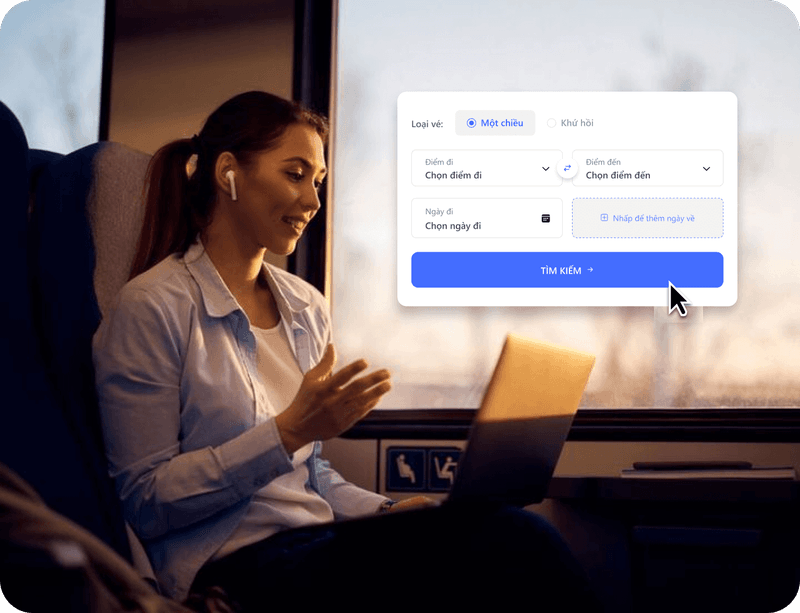 Loại vé:
Một chiều
Khứ hồi
Điểm đi
Chọn điểm đi
Điểm đến
Chọn điểm đến
Ngày đi
Chọn ngày đi
Nhấp để thêm ngày về
TÌM KIẾM